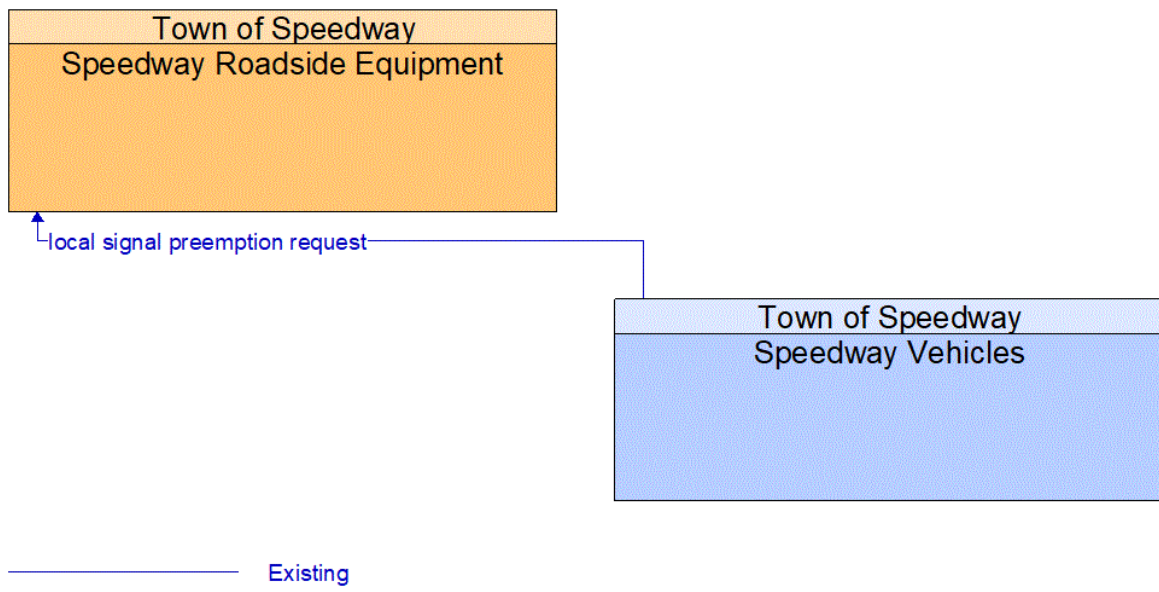 Town of Speedway
Speedway Roadside Equipment
local signal preemption request
Town of Speedway
Speedway Vehicles
Existing